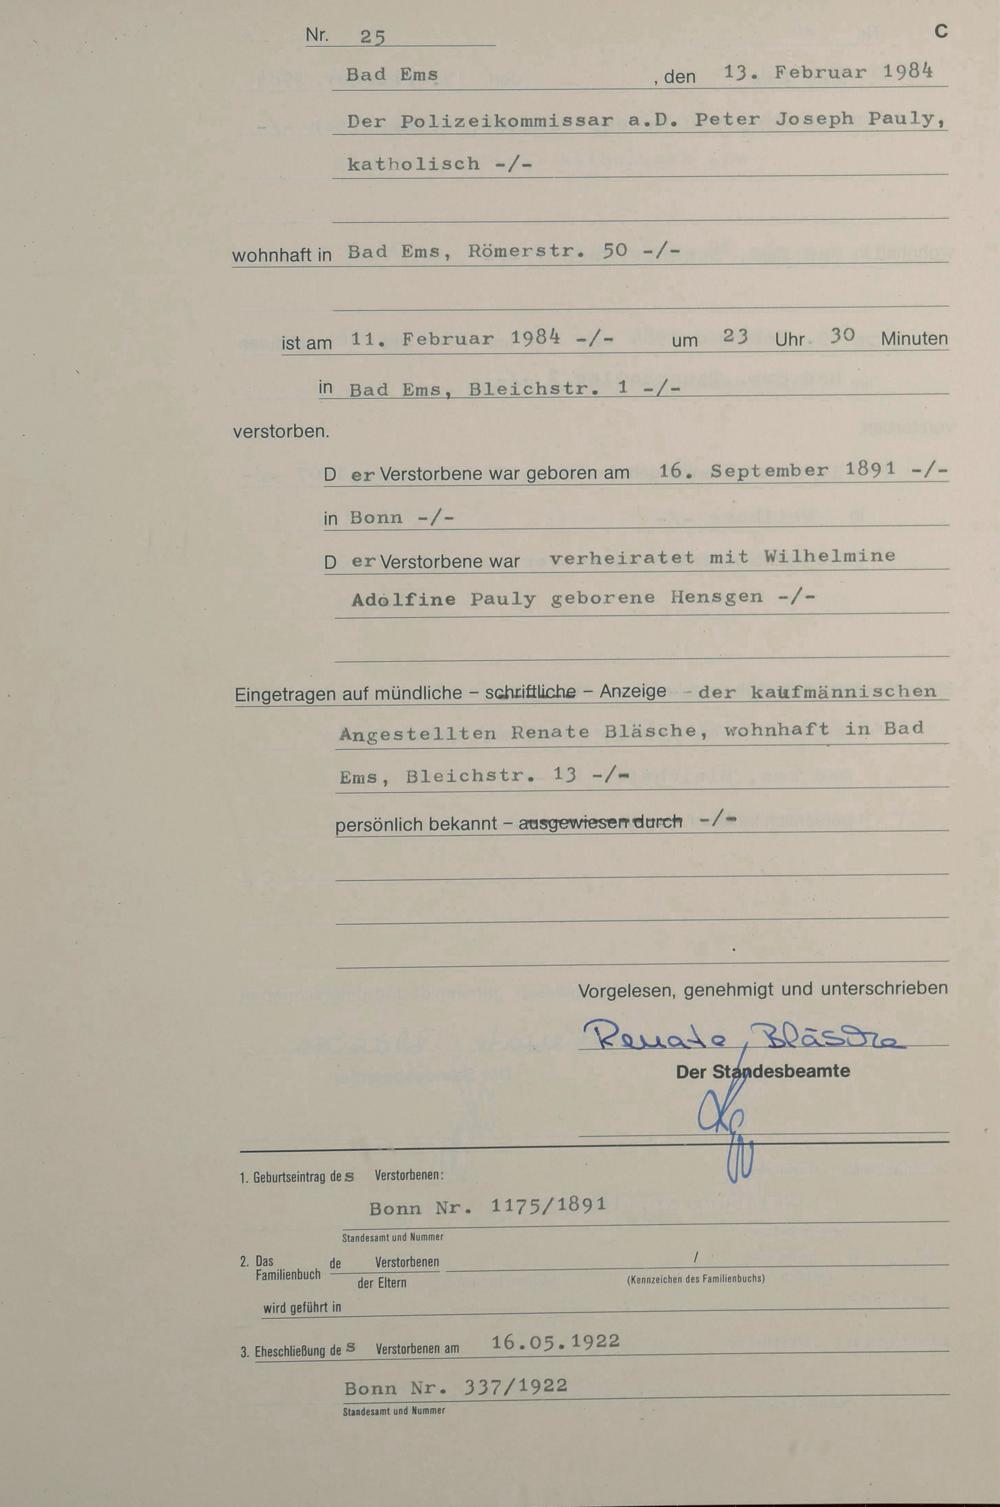 Nr. 25
C
Bad Ems , den 13. Februar 1984
Der Polizeikommissar a.D. Peter Joseph Pauly,
katholisch -/-
wohnhaft in Bad Ems, Römerstr. 50 -/-
ist am 11. Februar 1984 -/- um 23 Uhr 30 Minuten
in Bad Ems, Bleichstr. 1 -/-
verstorben.
D er Verstorbene war geboren am 16. September 1891 -/-
in Bonn -/-
D er Verstorbene war verheiratet mit Wilhelmine
Adolfine Pauly geborene Hensgen -/-
Eingetragen auf mündliche – schriftliche – Anzeige - der kaufmännischen
Angestellten Renate Bläsche, wohnhaft in Bad
Ems, Bleichstr. 13 -/-
persönlich bekannt – ausgewiesen durch -/-
Vorgelesen, genehmigt und unterschrieben
Renate, Bläsche
Der Standesbeamte
1. Geburtseintrag des Verstorbenen:
Bonn Nr. 1175/1891
Standesamt und Nummer
2. Das Familienbuch de Verstorbenen /
der Eltern (Kennzeichen des Familienbuchs)
wird geführt in
3. Eheschließung des Verstorbenen am 16.05.1922
Bonn Nr. 337/1922
Standesamt und Nummer